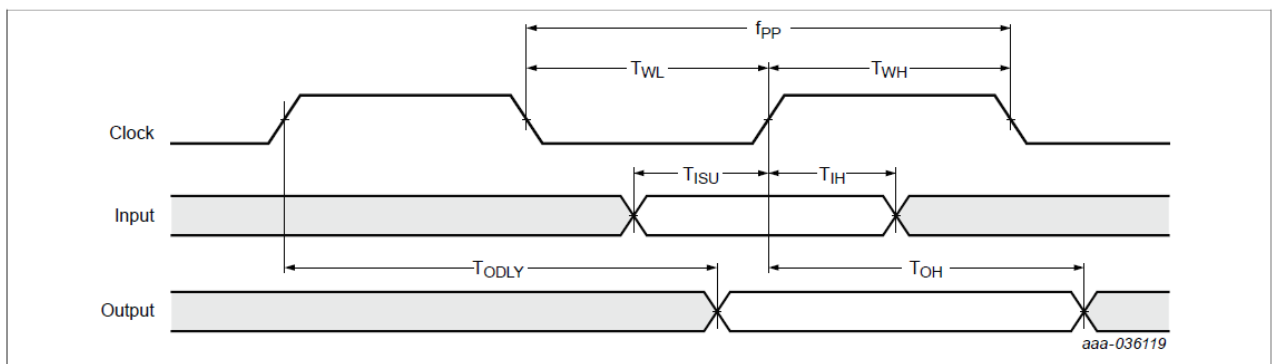 fPP
TWL
TWH
Clock
TISU
TIH
Input
TODLY
TOH
Output
aaa-036119